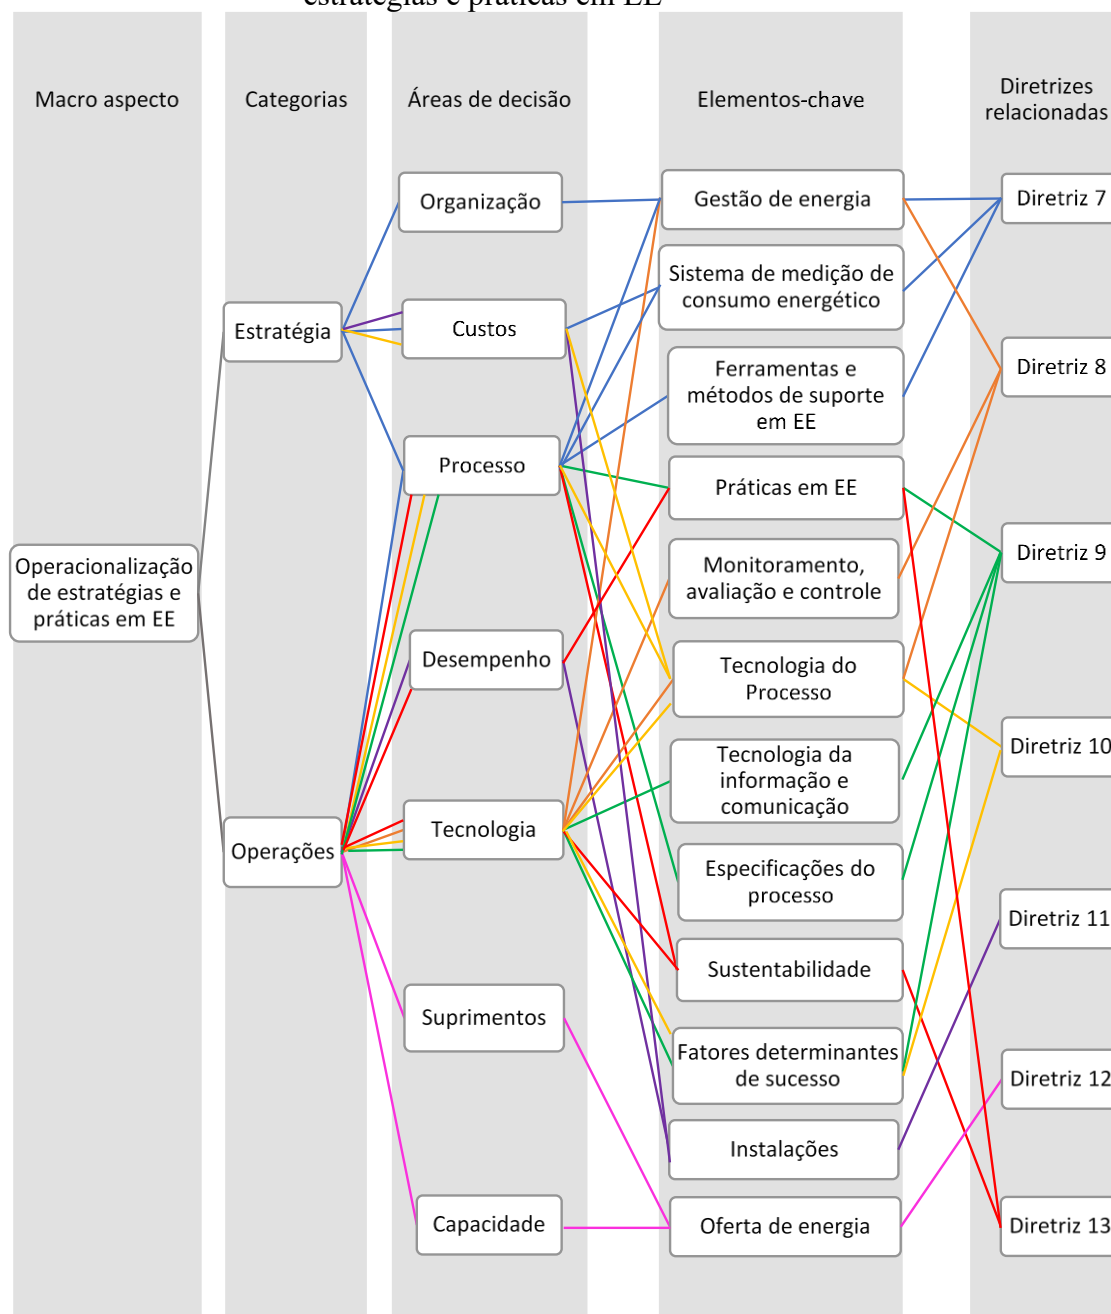 estratégias e práticas em EE
Macro aspecto
Categorias
Áreas de decisão
Elementos-chave
Diretrizes
relacionadas
Operacionalização
de estratégias e
práticas em EE
Estratégia
Operações
Organização
Custos
Processo
Desempenho
Tecnologia
Suprimentos
Capacidade
Gestão de energia
Sistema de medição de
consumo energético
Ferramentas e
métodos de suporte
em EE
Práticas em EE
Monitoramento,
avaliação e controle
Tecnologia do
Processo
Tecnologia da
informação e
comunicação
Especificações do
processo
Sustentabilidade
Fatores determinantes
de sucesso
Instalações
Oferta de energia
Diretriz 7
Diretriz 8
Diretriz 9
Diretriz 10
Diretriz 11
Diretriz 12
Diretriz 13